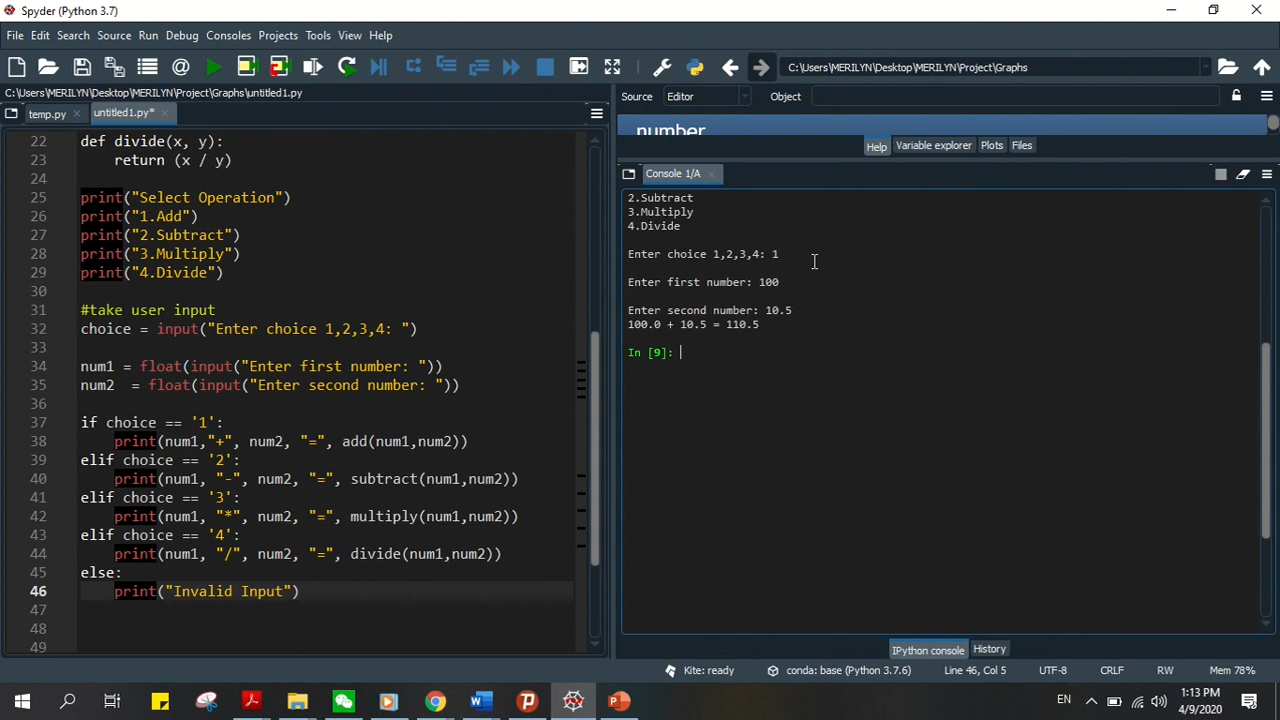 Spyder (Python 3.7)
File Edit Search Source Run Debug Consoles Projects Tools View Help
C:\Users\MERILYN\Desktop\MERILYN\Project\Graphs
C:\Users\MERILYN\Desktop\MERILYN\Project\Graphs\untitled1.py
Source Editor Object
temp.py untitled1.py*
number
Help Variable explorer Plots Files
22 def divide(x, y):
23 return (x / y)
24
25 print("Select Operation")
26 print("1.Add")
27 print("2.Subtract")
28 print("3.Multiply")
29 print("4.Divide")
30
31 #take user input
32 choice = input("Enter choice 1,2,3,4: ")
33
34 num1 = float(input("Enter first number: "))
35 num2  = float(input("Enter second number: "))
36
37 if choice == '1':
38 print(num1,"+", num2, "=", add(num1,num2))
39 elif choice == '2':
40 print(num1, "-", num2, "=", subtract(num1,num2))
41 elif choice == '3':
42 print(num1, "*", num2, "=", multiply(num1,num2))
43 elif choice == '4':
44 print(num1, "/", num2, "=", divide(num1,num2))
45 else:
46 print("Invalid Input")
47
48
49
Console 1/A
2.Subtract
3.Multiply
4.Divide
Enter choice 1,2,3,4: 1
Enter first number: 100
Enter second number: 10.5
100.0 + 10.5 = 110.5
In [9]:
IPython console History
Kite: ready conda: base (Python 3.7.6) Line 46, Col 5 UTF-8 CRLF RW Mem 78%
EN 1:13 PM
4/9/2020